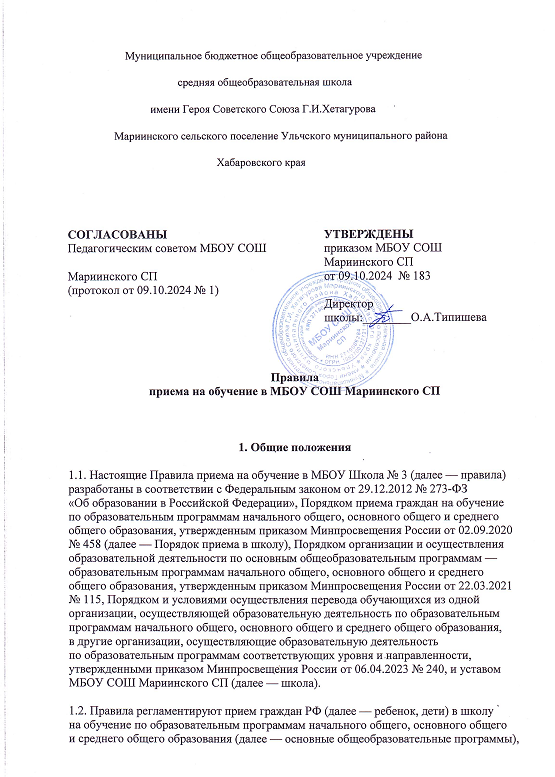 Муниципальное бюджетное общеобразовательное учреждение
средняя общеобразовательная школа
имени Героя Советского Союза Г.И.Хетагурова
Мариинского сельского поселение Ульчского муниципального района
Хабаровского края
СОГЛАСОВАНЫ
Педагогическим советом МБОУ СОШ
Мариинского СП
(протокол от 09.10.2024 № 1)
УТВЕРЖДЕНЫ
приказом МБОУ СОШ
Мариинского СП
от 09.10.2024 № 183
Директор
школы: ________О.А.Типишева
МБОУ СОШ
Мариинского
СП
Правила
приема на обучение в МБОУ СОШ Мариинского СП
1. Общие положения
1.1. Настоящие Правила приема на обучение в МБОУ Школа № 3 (далее — правила)
разработаны в соответствии с Федеральным законом от 29.12.2012 № 273-ФЗ
«Об образовании в Российской Федерации», Порядком приема граждан на обучение
по образовательным программам начального общего, основного общего и среднего
общего образования, утвержденным приказом Минпросвещения России от 02.09.2020
№ 458 (далее — Порядок приема в школу), Порядком организации и осуществления
образовательной деятельности по основным общеобразовательным программам —
образовательным программам начального общего, основного общего и среднего
общего образования, утвержденным приказом Минпросвещения России от 22.03.2021
№ 115, Порядком и условиями осуществления перевода обучающихся из одной
организации, осуществляющей образовательную деятельность по образовательным
программам начального общего, основного общего и среднего общего образования,
в другие организации, осуществляющие образовательную деятельность
по образовательным программам соответствующих уровня и направленности,
утвержденными приказом Минпросвещения России от 06.04.2023 № 240, и уставом
МБОУ СОШ Мариинского СП (далее — школа).
1.2. Правила регламентируют прием граждан РФ (далее — ребенок, дети) в школу
на обучение по образовательным программам начального общего, основного общего
и среднего общего образования (далее — основные общеобразовательные программы),